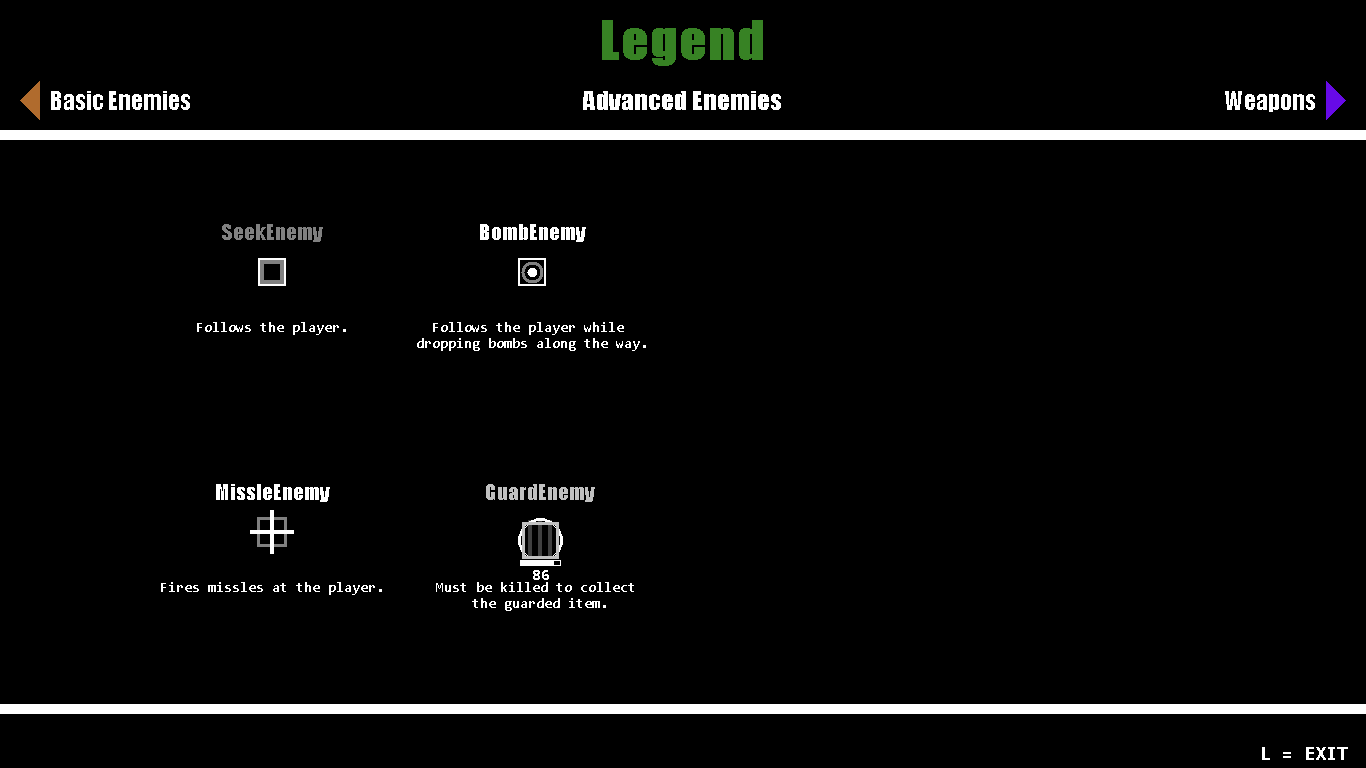 Legend
Basic Enemies
Advanced Enemies
Weapons
SeekEnemy
Follows the player.
BombEnemy
Follows the player while
dropping bombs along the way.
MissleEnemy
Fires missles at the player.
GuardEnemy
86
Must be killed to collect
the guarded item.
L = EXIT